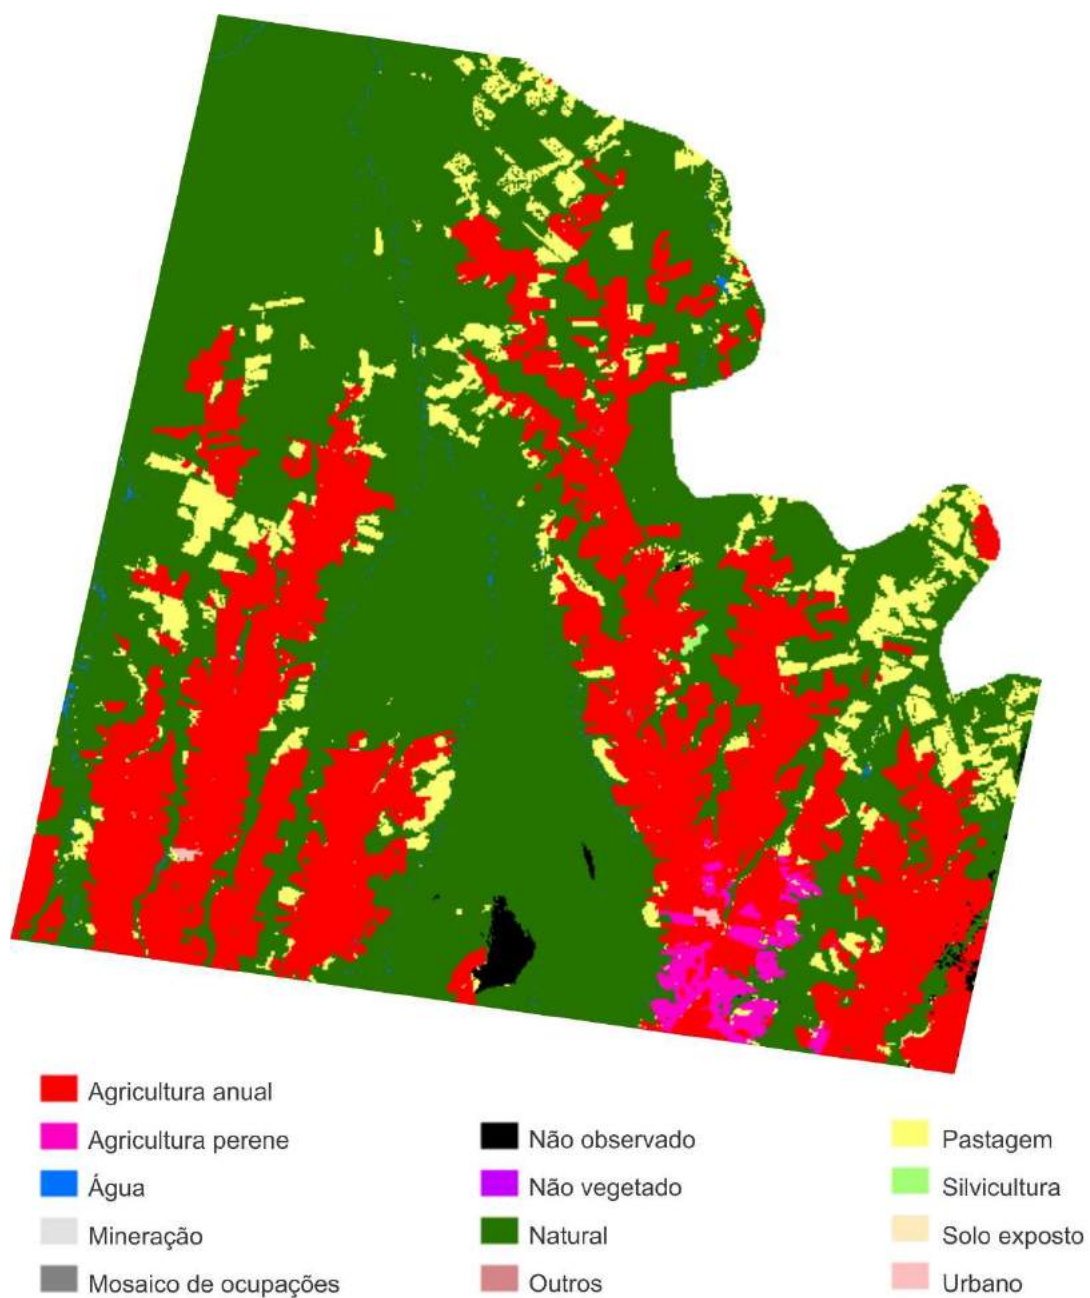 Agricultura anual
Agricultura perene
Água
Mineração
Mosaico de ocupações
Não observado
Não vegetado
Natural
Outros
Pastagem
Silvicultura
Solo exposto
Urbano